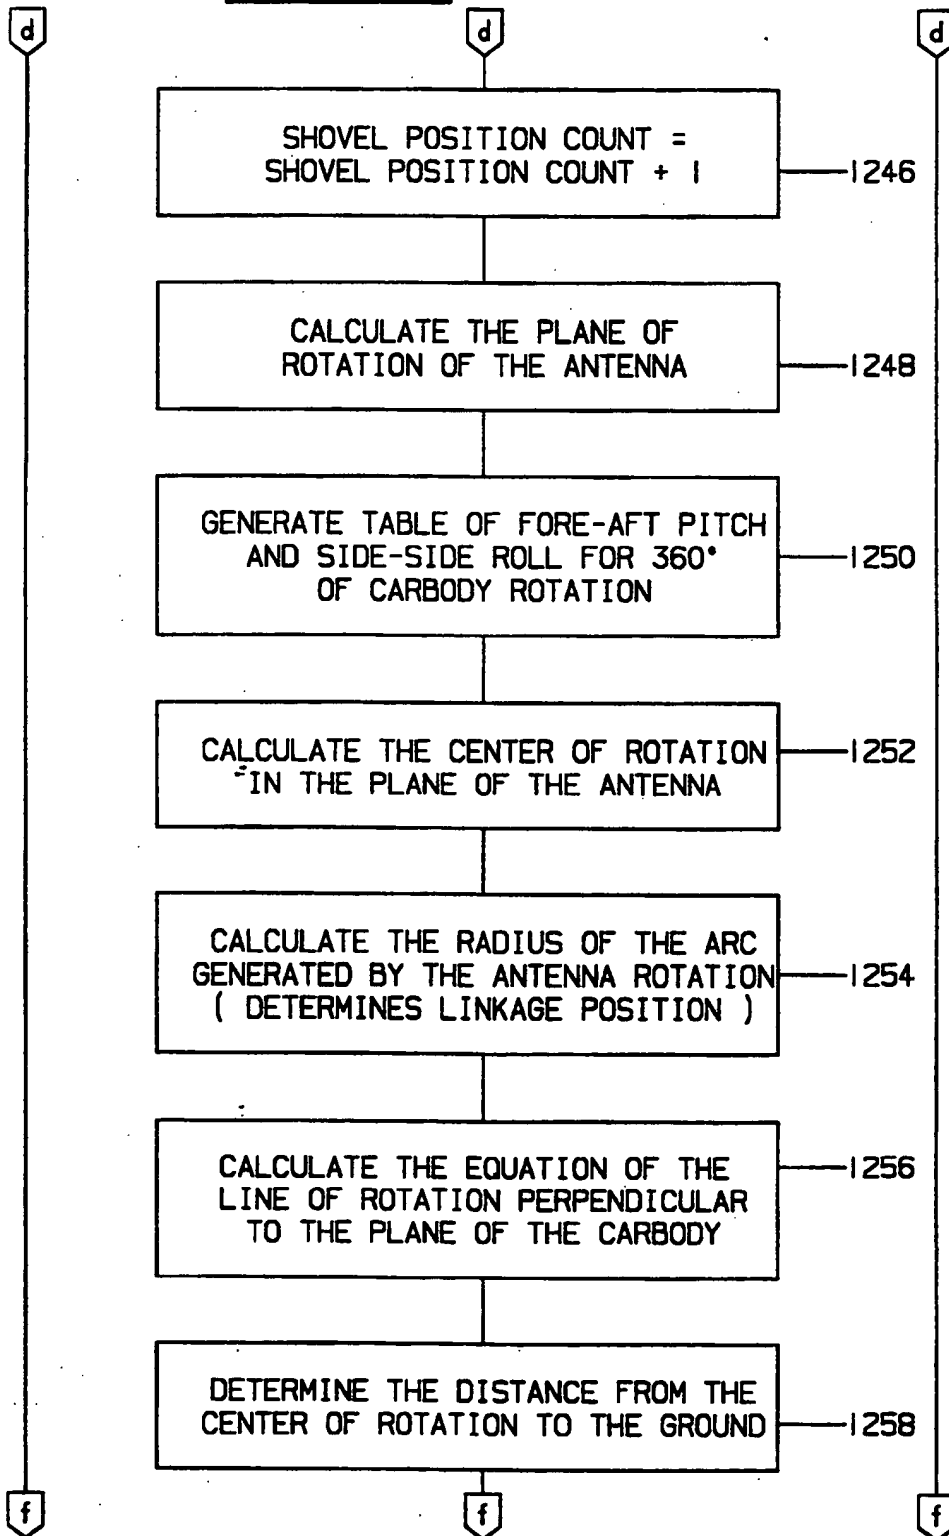 d d d
SHOVEL POSITION COUNT =
SHOVEL POSITION COUNT + 1
1246
CALCULATE THE PLANE OF
ROTATION OF THE ANTENNA
1248
GENERATE TABLE OF FORE-AFT PITCH
AND SIDE-SIDE ROLL FOR 360°
OF CARBODY ROTATION
1250
CALCULATE THE CENTER OF ROTATION
IN THE PLANE OF THE ANTENNA
1252
CALCULATE THE RADIUS OF THE ARC
GENERATED BY THE ANTENNA ROTATION
( DETERMINES LINKAGE POSITION )
1254
CALCULATE THE EQUATION OF THE
LINE OF ROTATION PERPENDICULAR
TO THE PLANE OF THE CARBODY
1256
DETERMINE THE DISTANCE FROM THE
CENTER OF ROTATION TO THE GROUND
1258
f f f